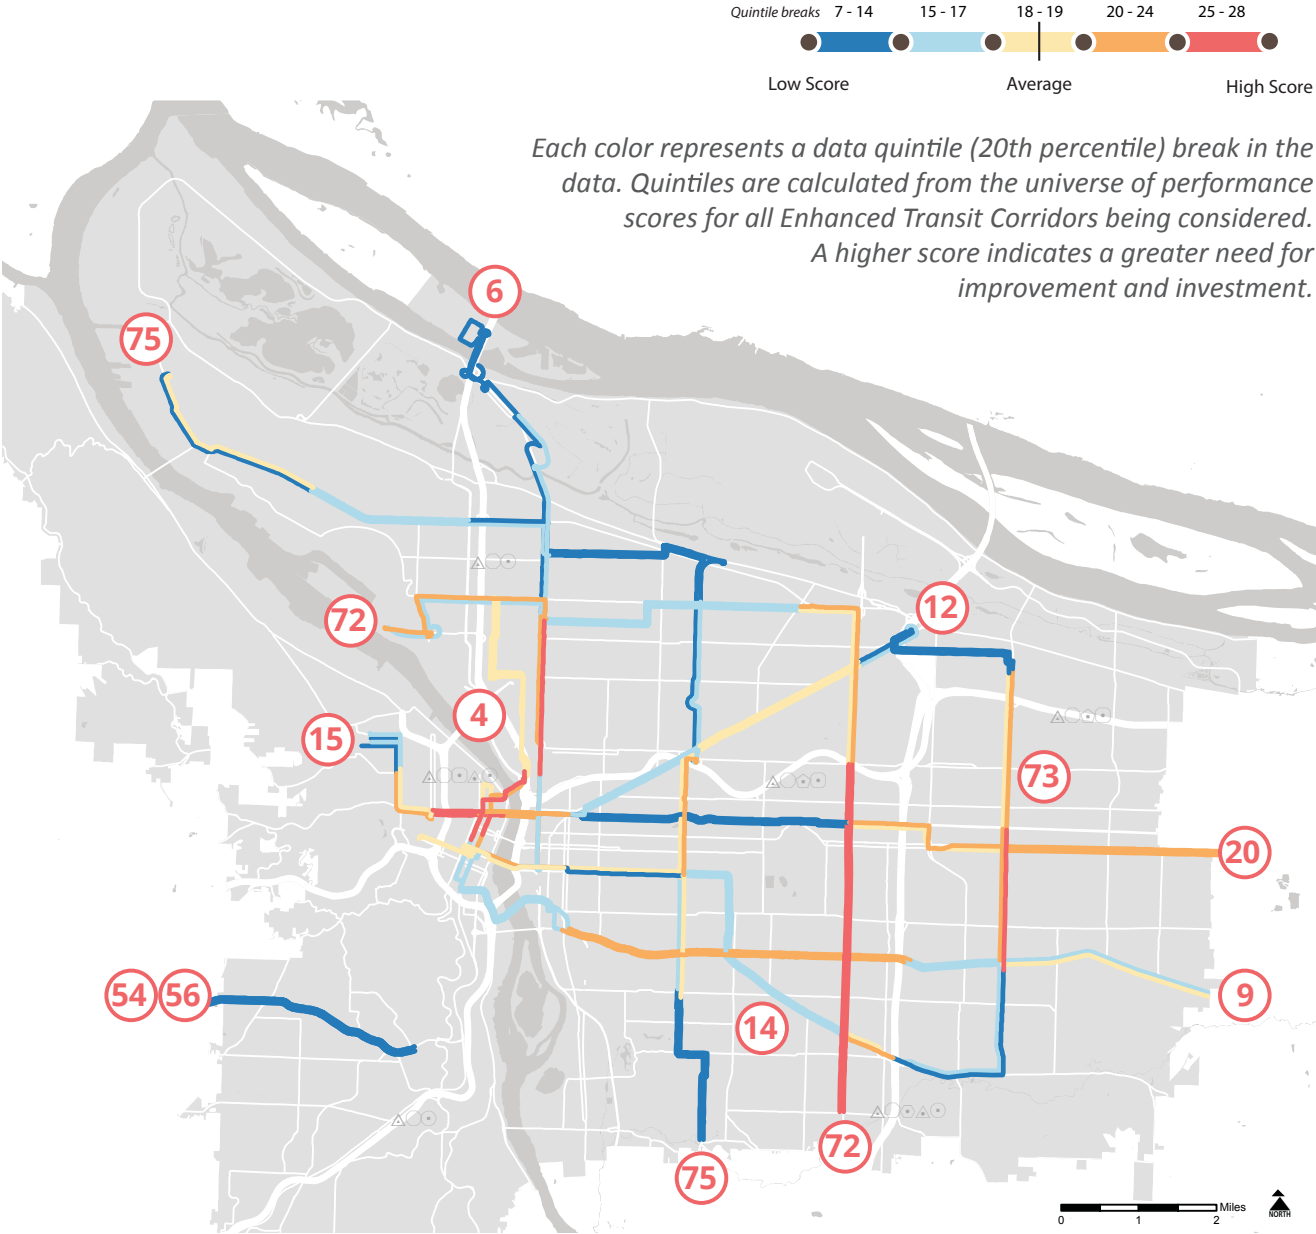 Quintile breaks 7 - 14 15 - 17 18 - 19 20 - 24 25 - 28
Low Score Average High Score
Each color represents a data quintile (20th percentile) break in the
data. Quintiles are calculated from the universe of performance
scores for all Enhanced Transit Corridors being considered.
A higher score indicates a greater need for
improvement and investment.
6
75
12
72
4
15
73
20
54 56
9
14
72
75
Miles
0 1 2
NORTH